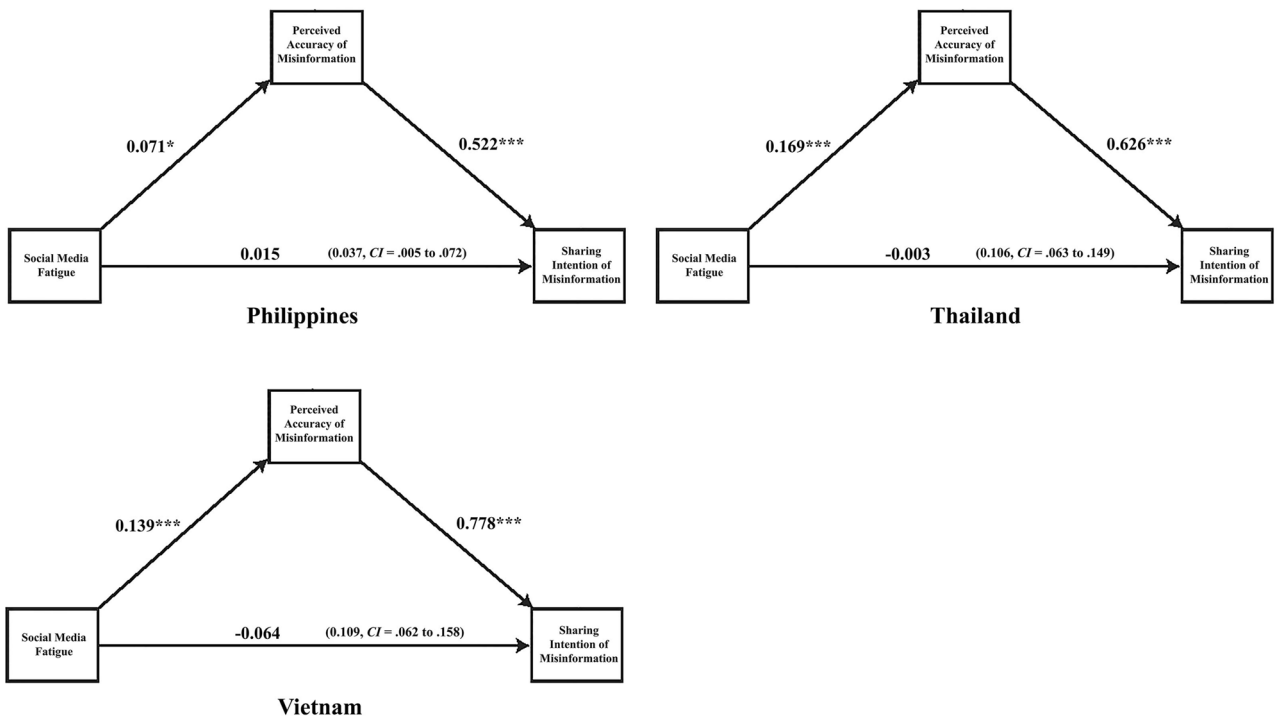 Perceived
Accuracy of
Misinformation
0.071*
0.522***
Social Media
Fatigue
0.015
(0.037, CI = .005 to .072)
Sharing
Intention of
Misinformation
Philippines
Perceived
Accuracy of
Misinformation
0.169***
0.626***
Social Media
Fatigue
-0.003
(0.106, CI = .063 to .149)
Sharing
Intention of
Misinformation
Thailand
Perceived
Accuracy of
Misinformation
0.139***
0.778***
Social Media
Fatigue
-0.064
(0.109, CI = .062 to .158)
Sharing
Intention of
Misinformation
Vietnam